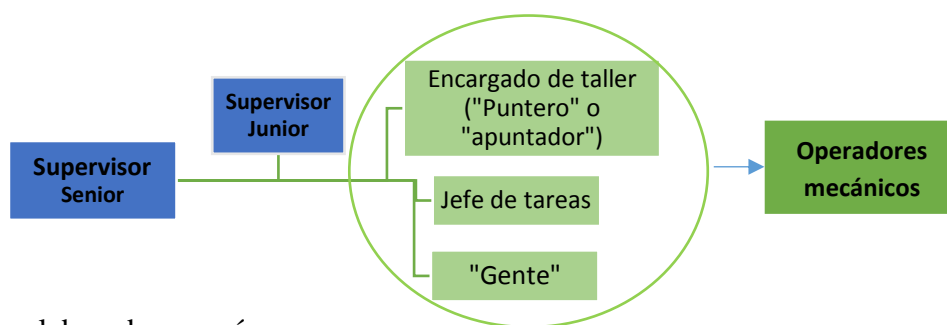 Supervisor
Senior
Supervisor
Junior
Encargado de taller
("Puntero" o
"apuntador")
Jefe de tareas
"Gente"
Operadores
mecánicos